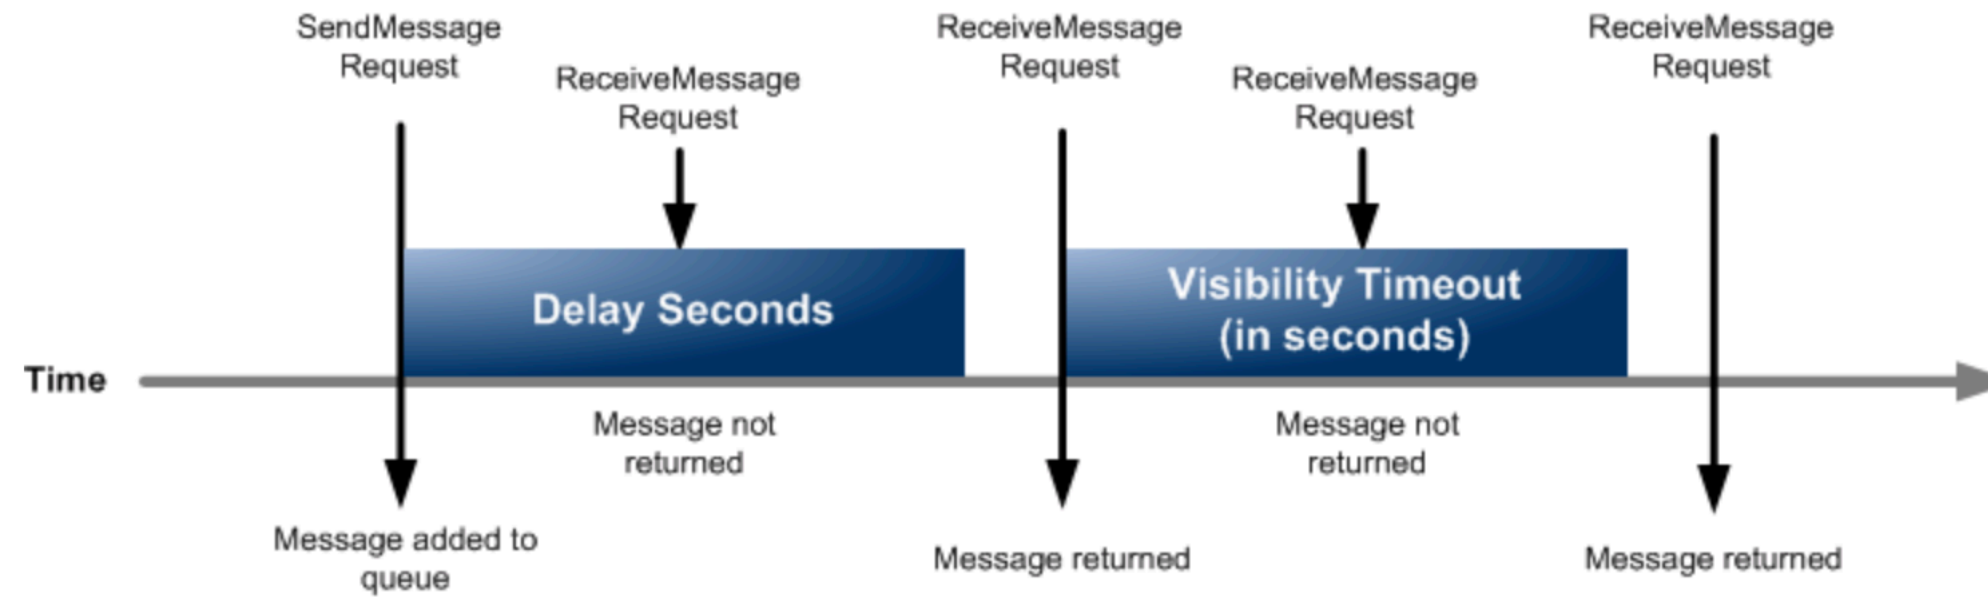 SendMessage
Request
ReceiveMessage
Request
ReceiveMessage
Request
ReceiveMessage
Request
ReceiveMessage
Request
Delay Seconds
Visibility Timeout
(in seconds)
Time
Message not
returned
Message not
returned
Message added to
queue
Message returned
Message returned